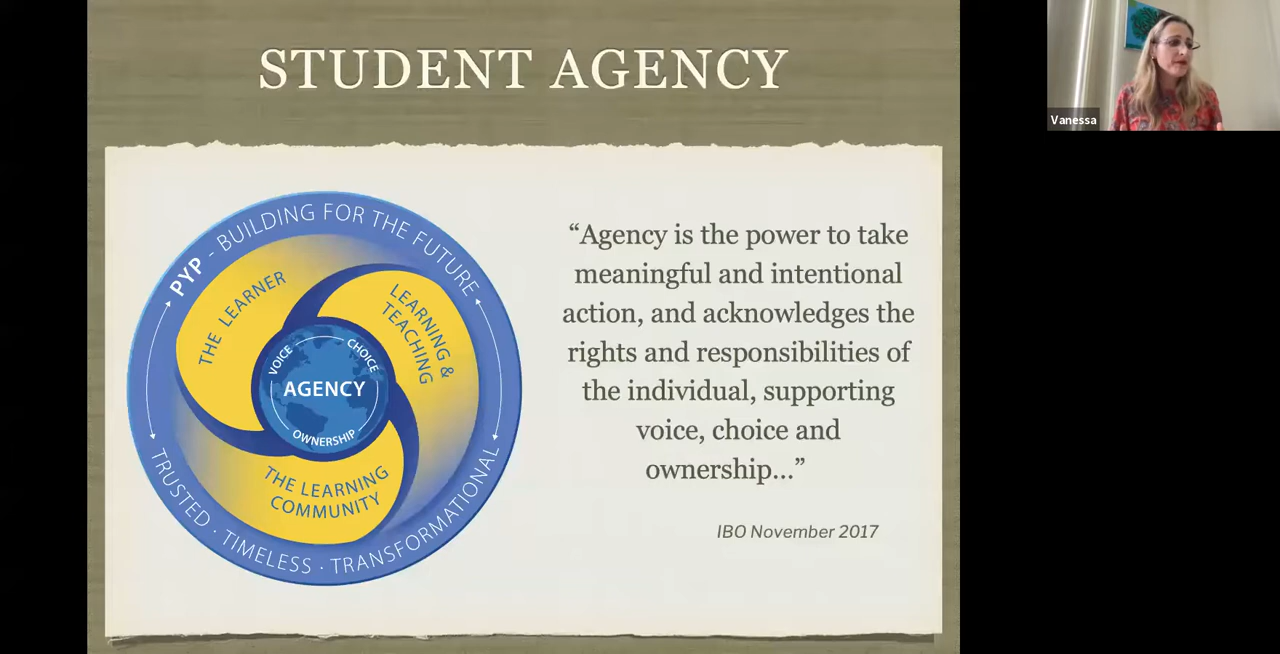 STUDENT AGENCY
PYP - BUILDING FOR THE FUTURE
THE LEARNER
LEARNING &
TEACHING
VOICE
CHOICE
AGENCY
OWNERSHIP
THE LEARNING
COMMUNITY
TRUSTED · TIMELESS · TRANSFORMATIONAL
“Agency is the power to take
meaningful and intentional
action, and acknowledges the
rights and responsibilities of
the individual, supporting
voice, choice and
ownership...”
IBO November 2017
Vanessa